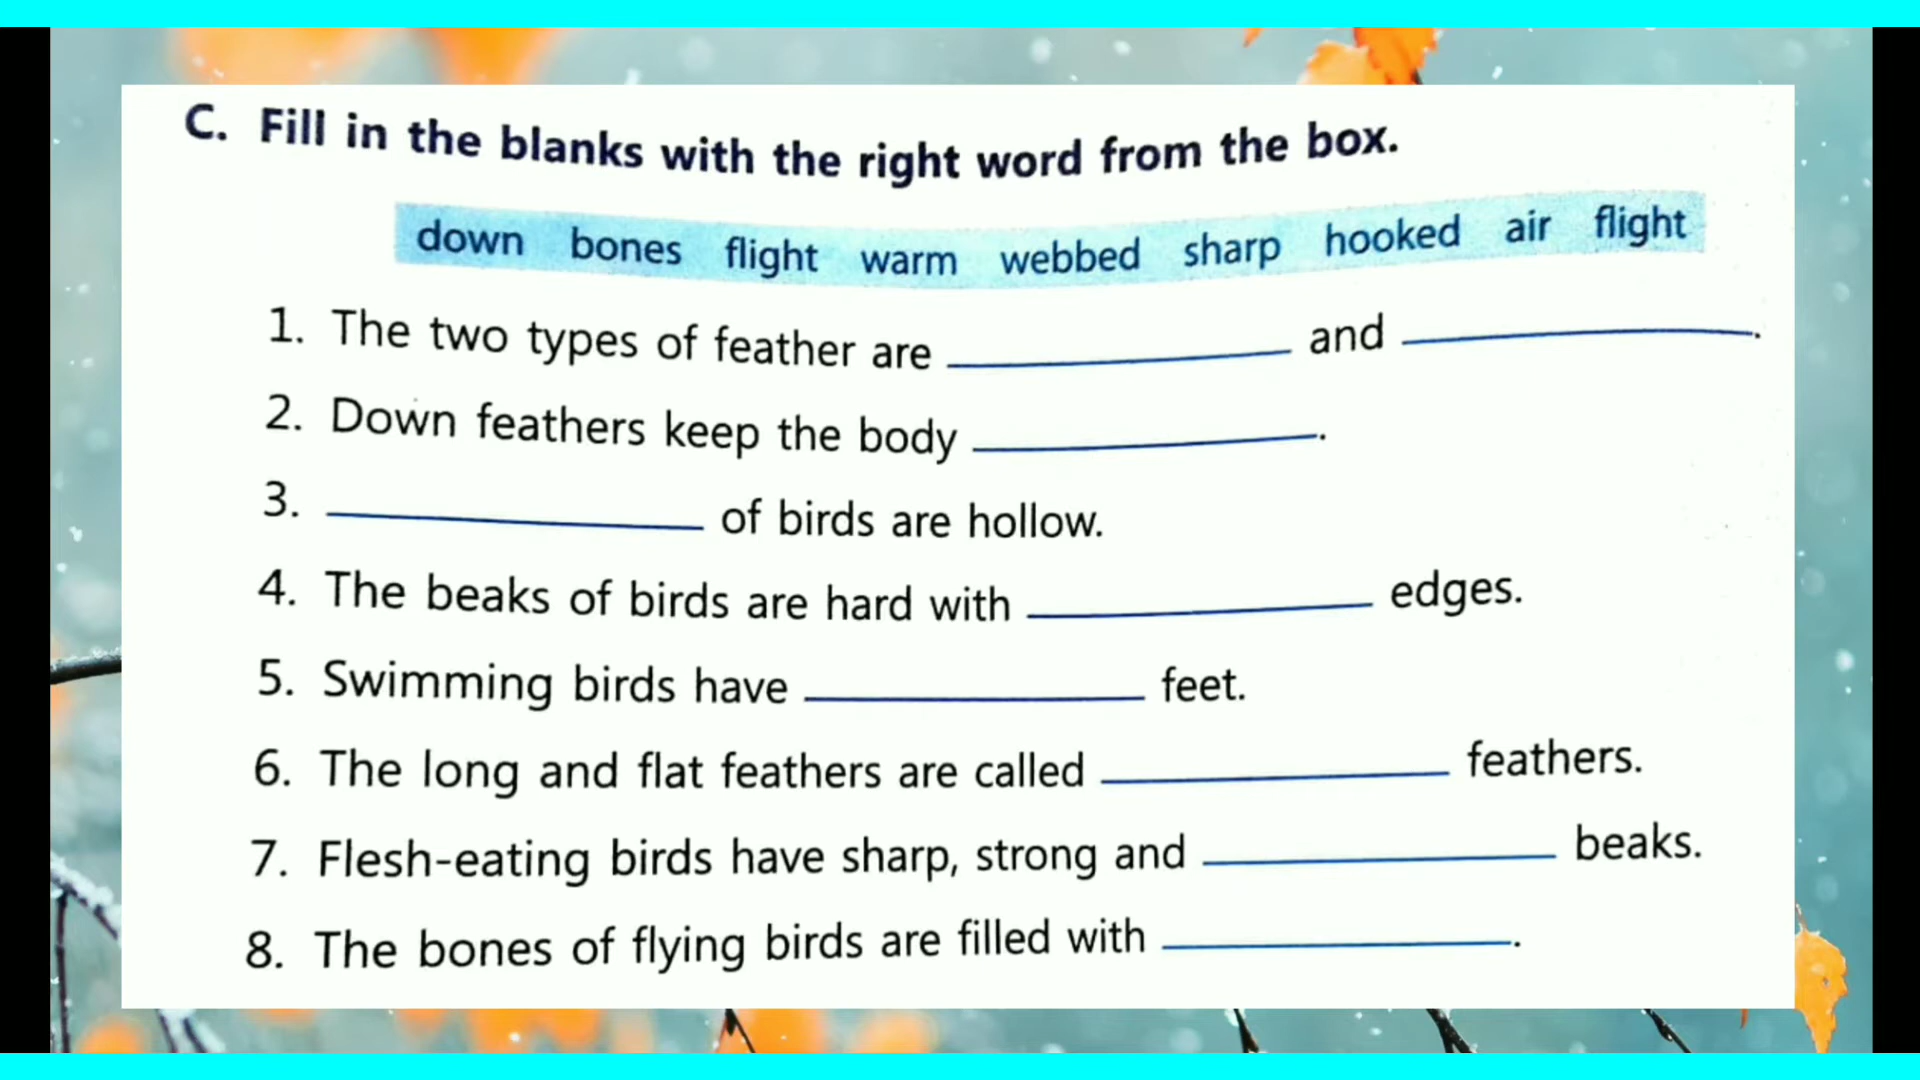 C. Fill in the blanks with the right word from the box.
down bones flight warm webbed sharp hooked air flight
1. The two types of feather are ____________ and ____________.
2. Down feathers keep the body ____________.
3. ____________ of birds are hollow.
4. The beaks of birds are hard with ____________ edges.
5. Swimming birds have ____________ feet.
6. The long and flat feathers are called ____________ feathers.
7. Flesh-eating birds have sharp, strong and ____________ beaks.
8. The bones of flying birds are filled with ____________.